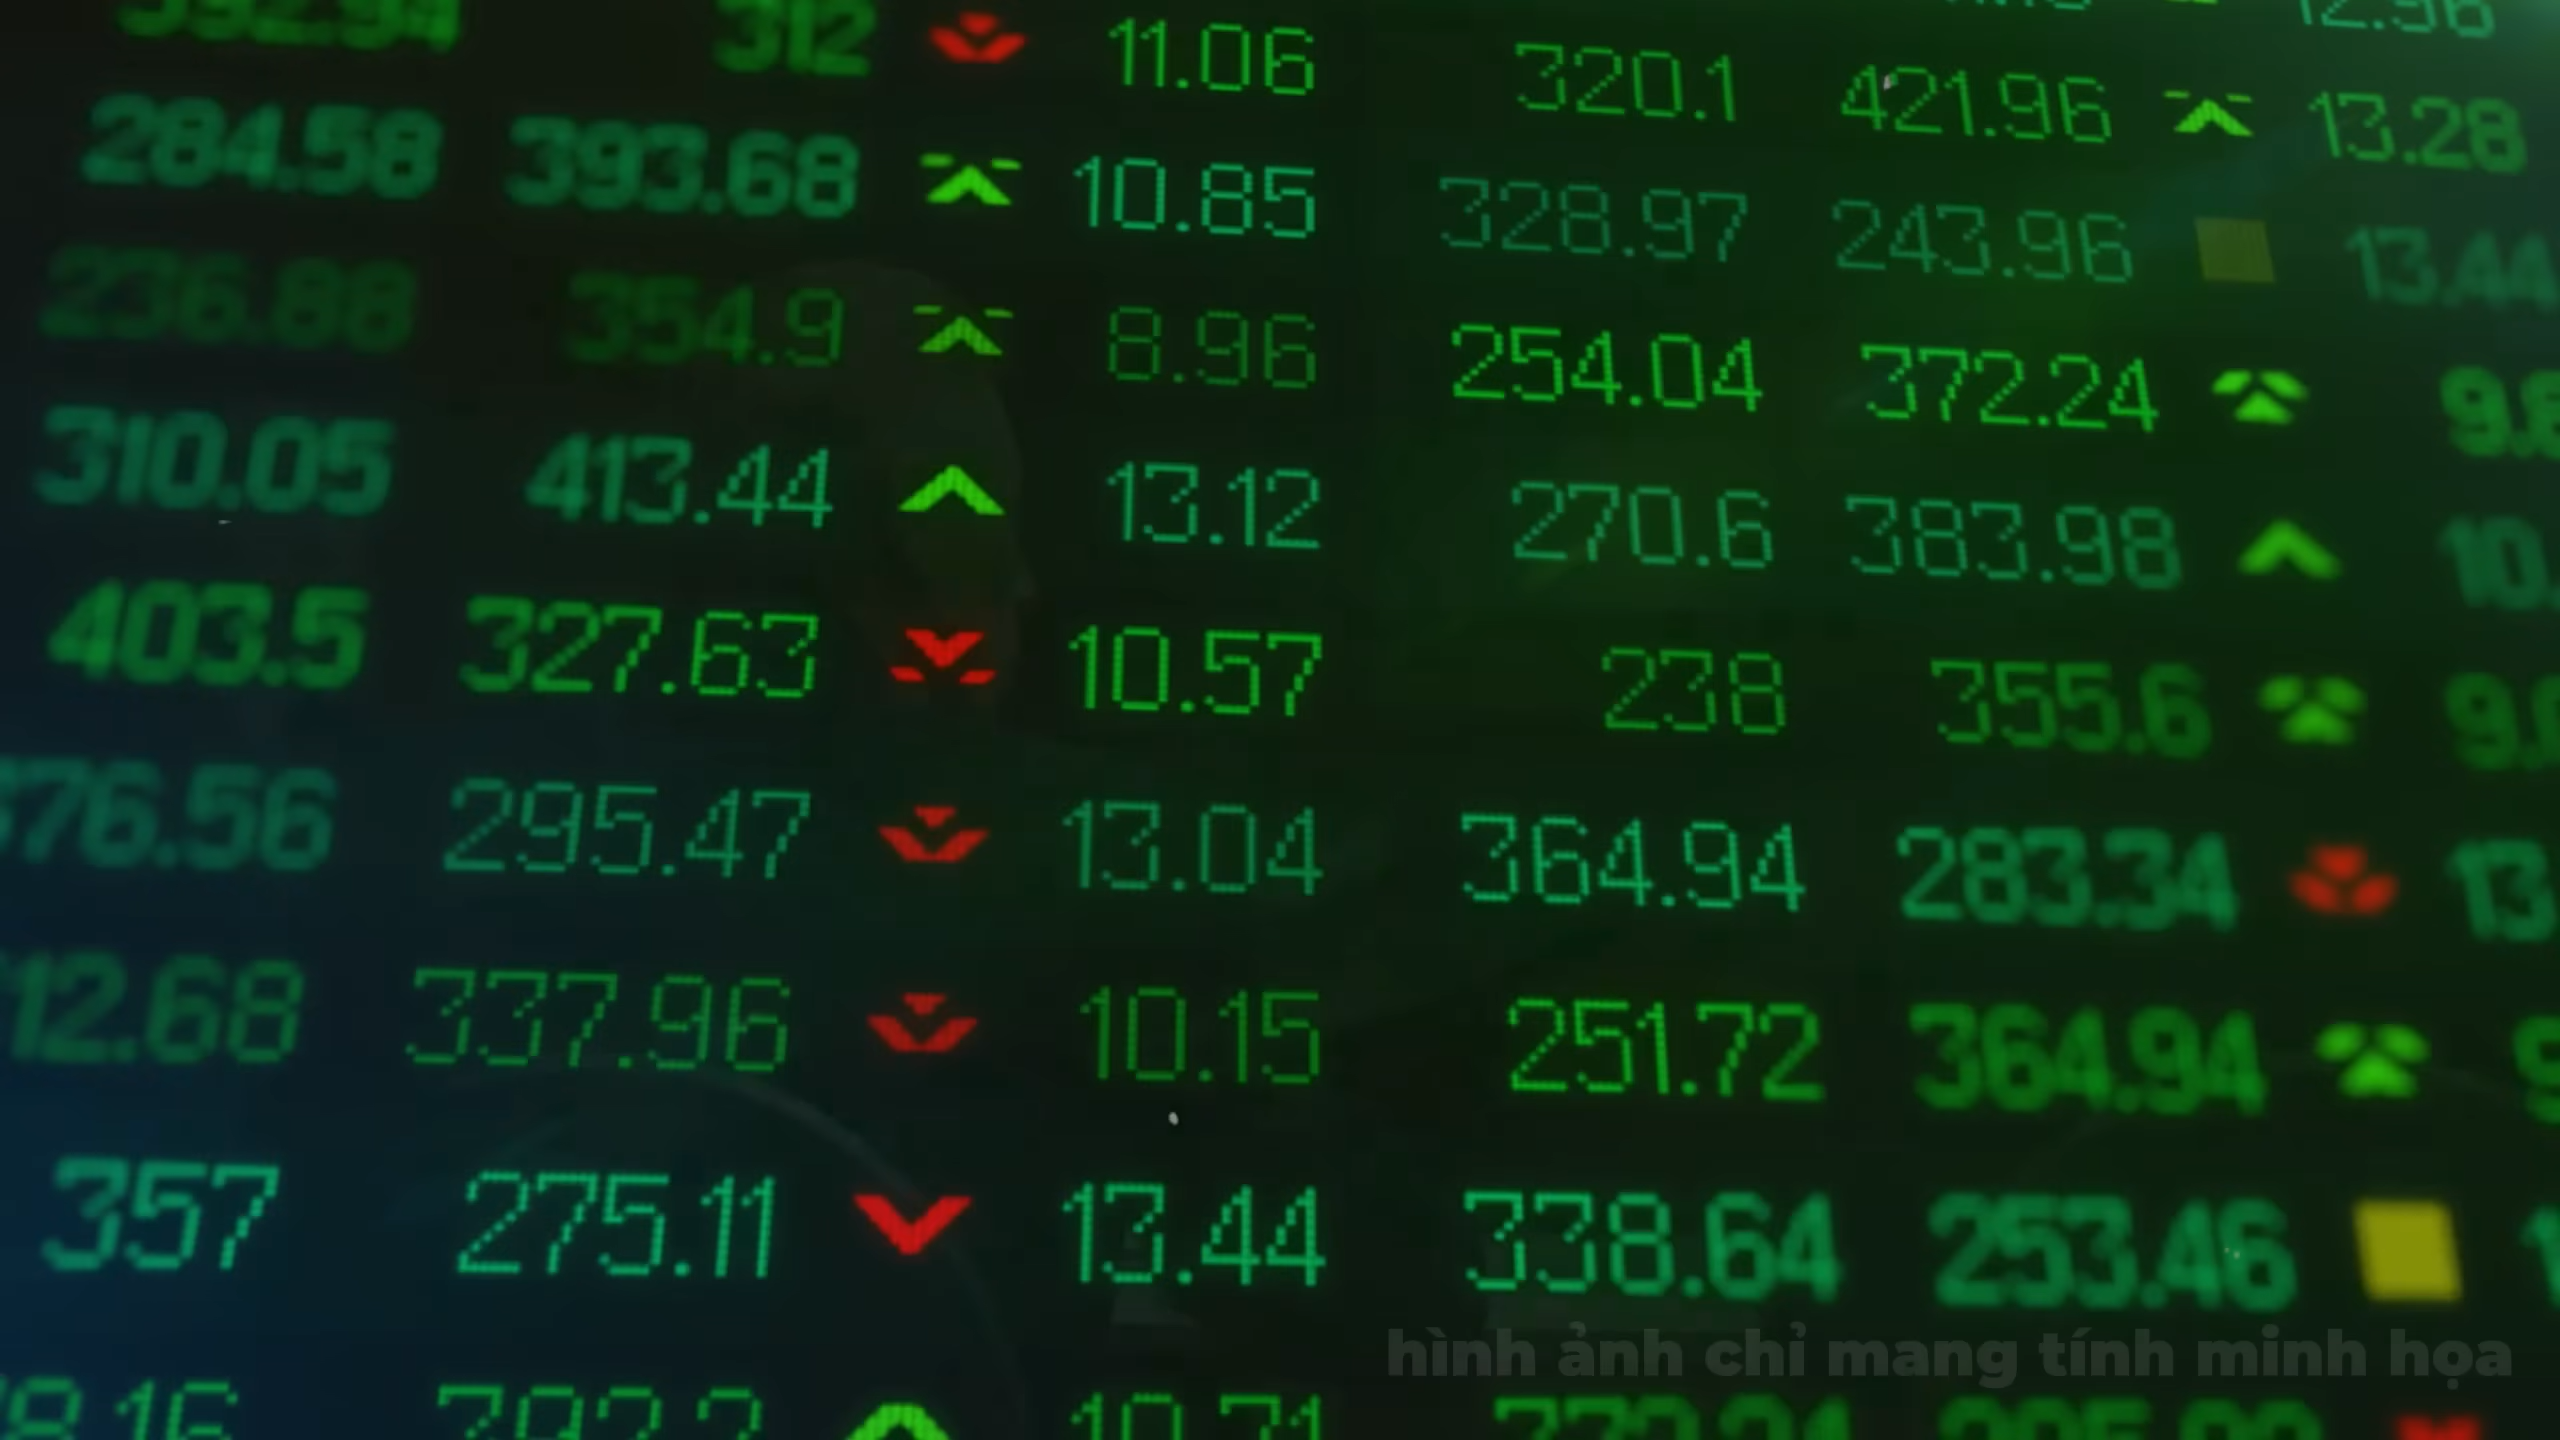 312 11.06 320.1 421.96 13.28
284.58 393.68 10.85 328.97 243.96 13.44
236.88 354.9 8.96 254.04 372.24
310.05 413.44 13.12 270.6 383.98
403.5 327.63 10.57 238 355.6
295.47 13.04 364.94 283.34
337.96 10.15 251.72 364.94
357 275.11 13.44 338.64 253.46
hình ảnh chỉ mang tính minh họa